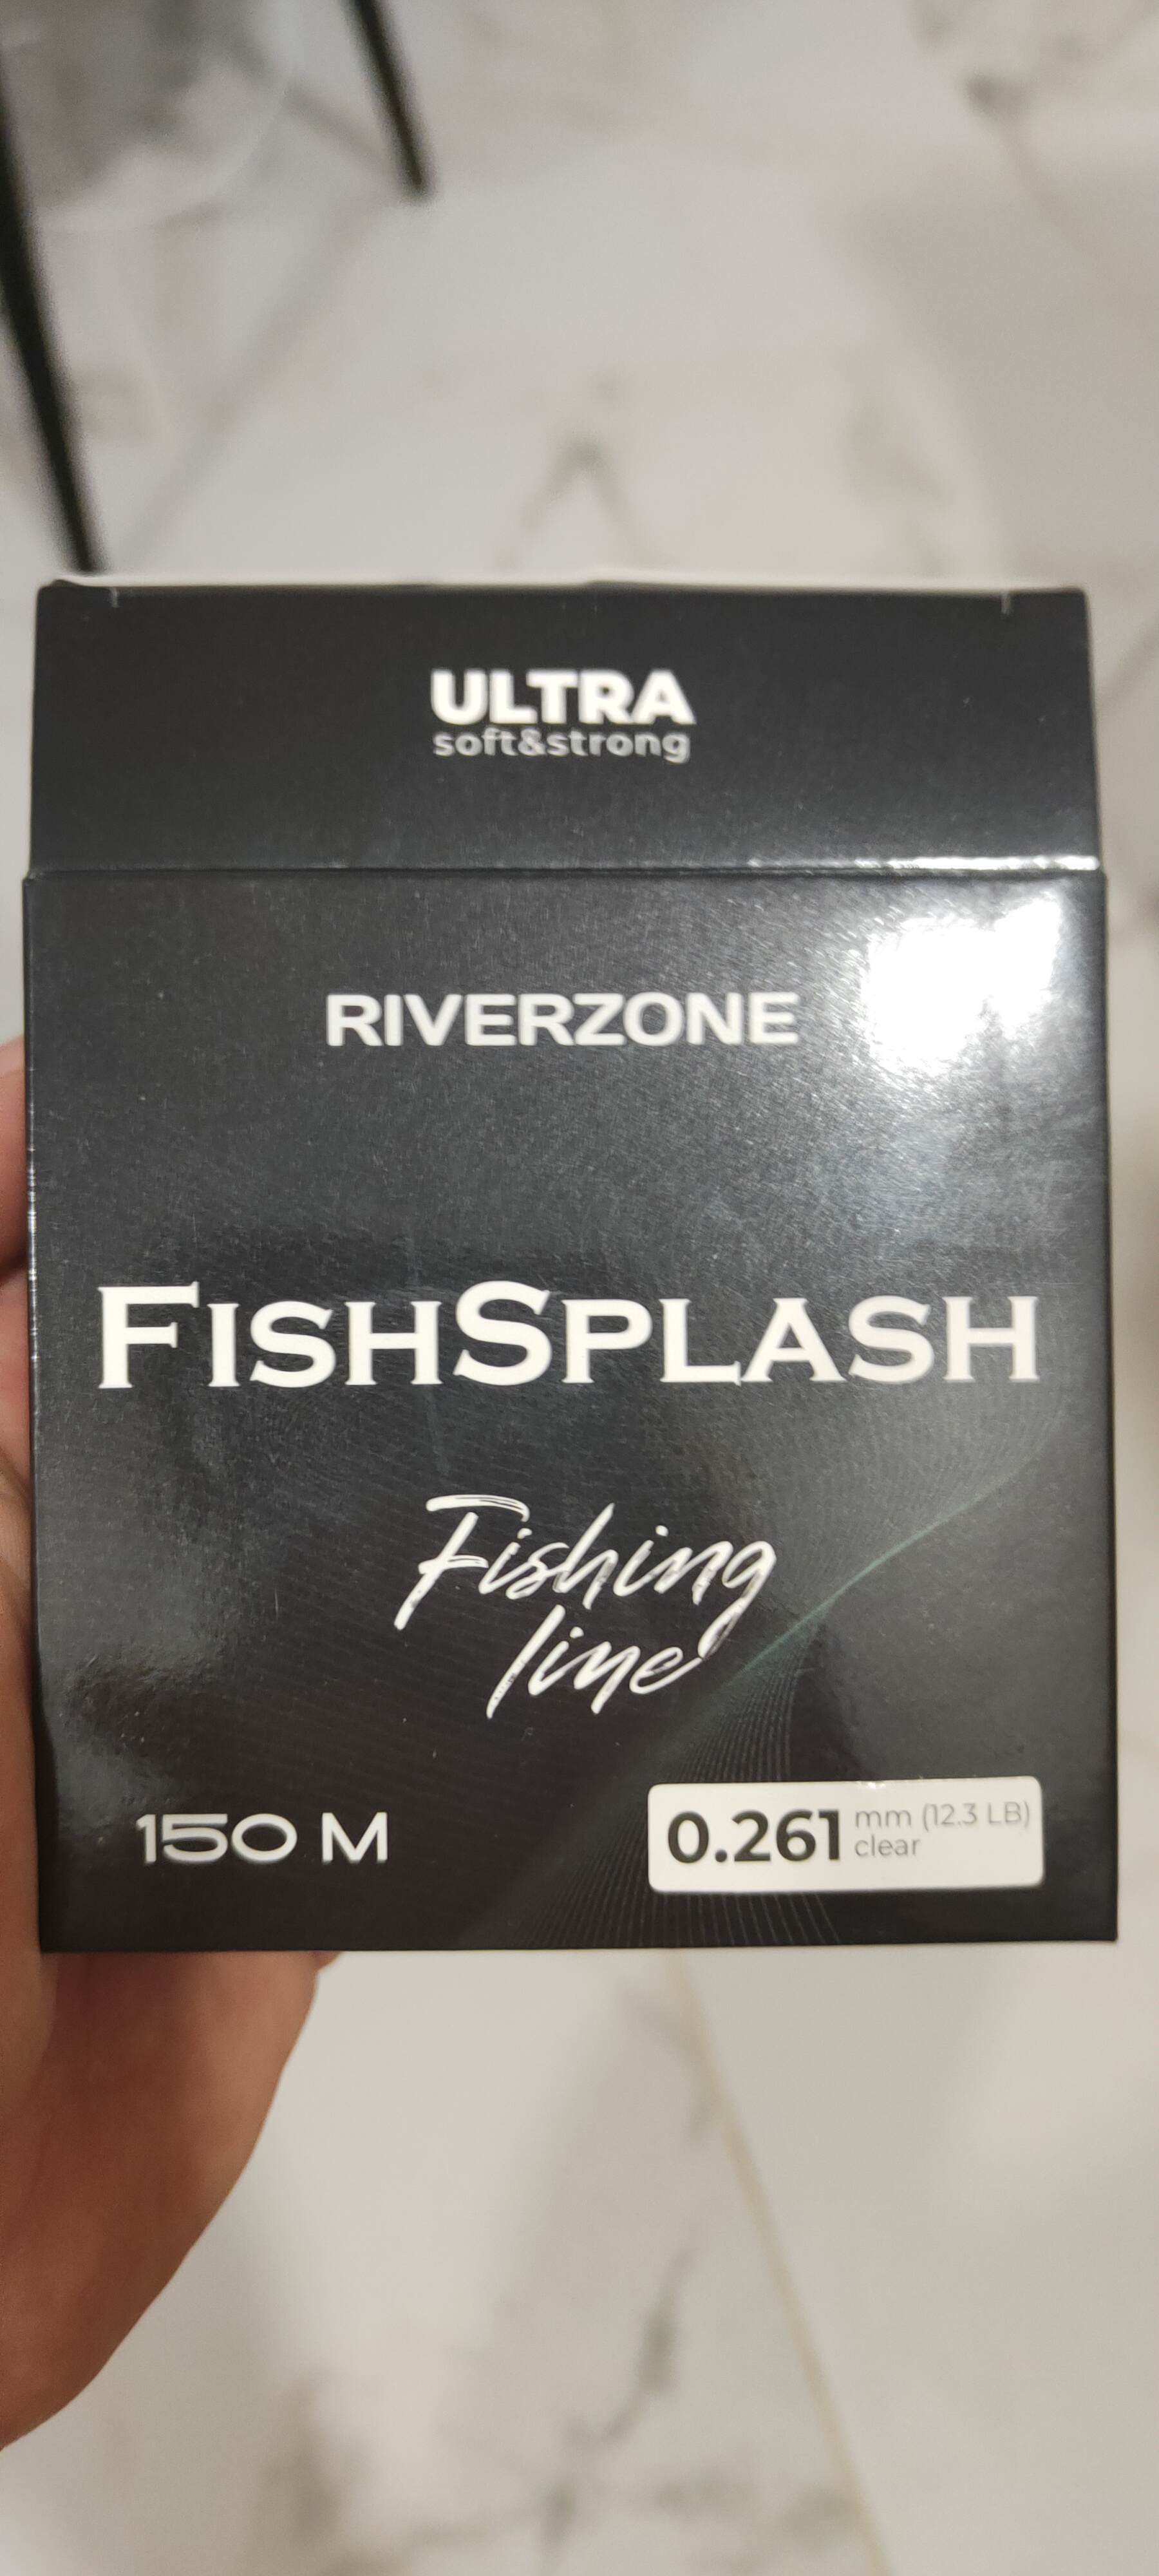 ULTRA
soft&strong
RIVERZONE
FISHSPLASH
Fishing
line
150 M
0.261 mm (12.3 LB)
clear